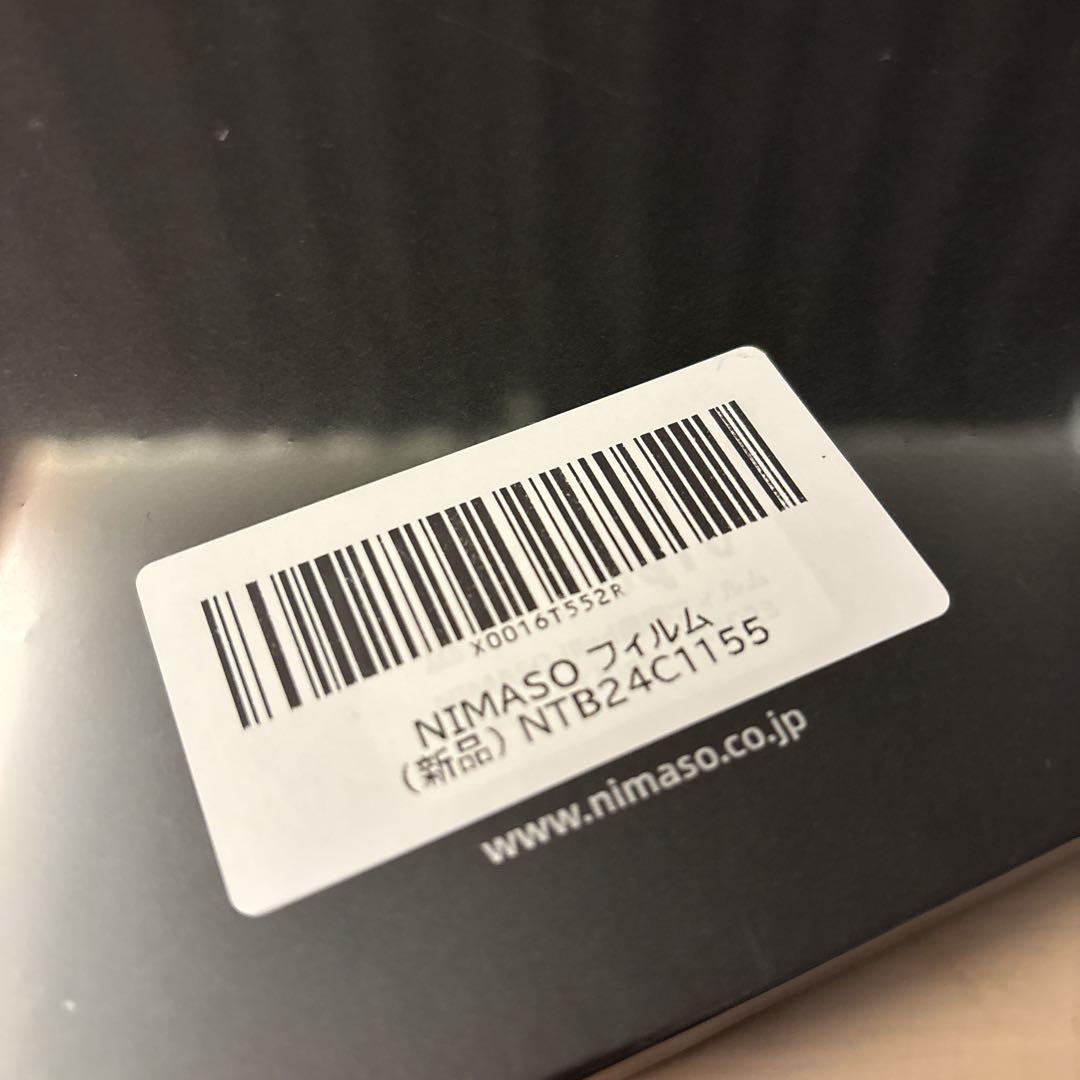 X0016T552R
NIMASO フィルム
(新品) NTB24C1155
www.nimaso.co.jp